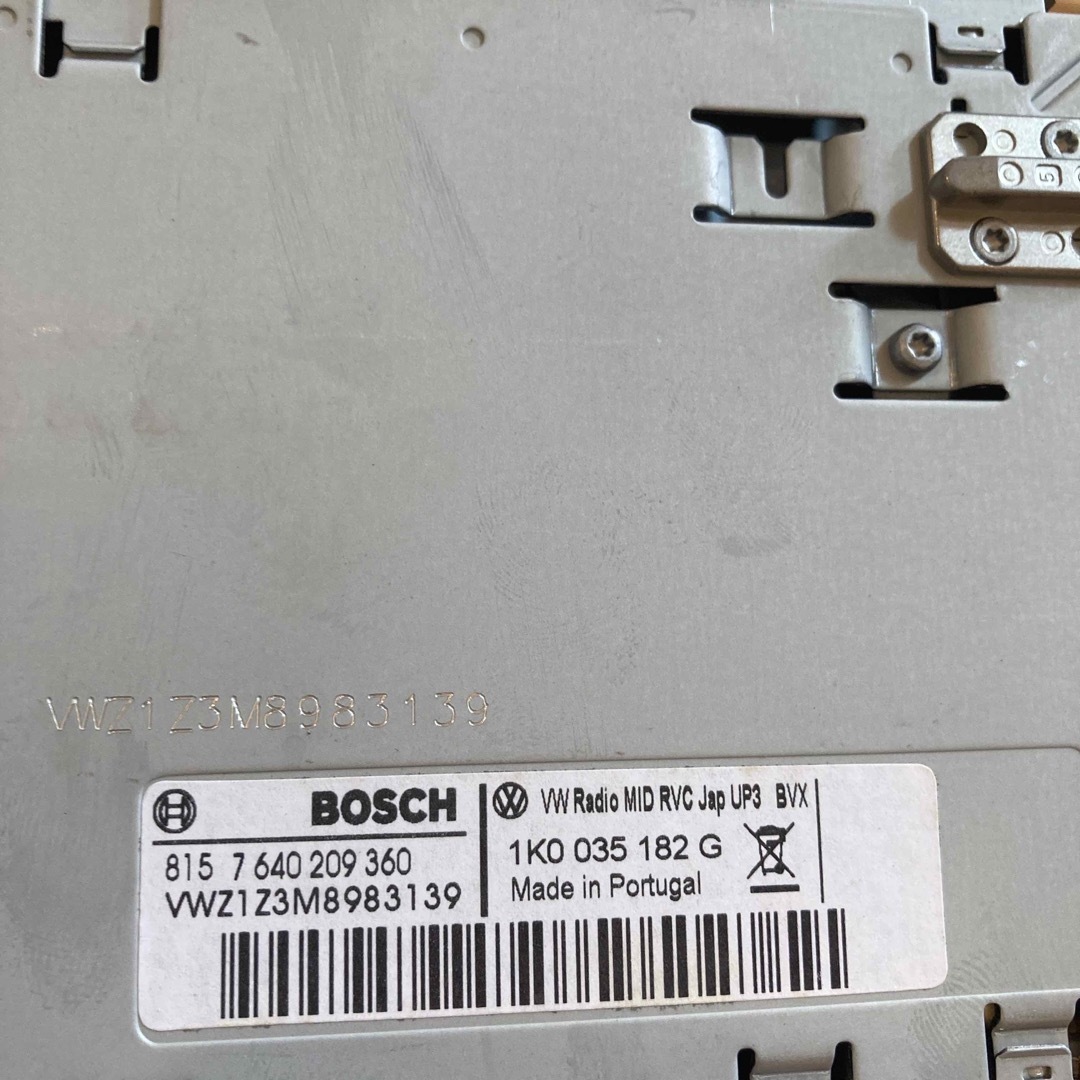 5
VWZ1Z3M8983139
BOSCH
815 7 640 209 360
VWZ1Z3M8983139
VW Radio MID RVC Jap UP3 BVX
1K0 035 182 G
Made in Portugal